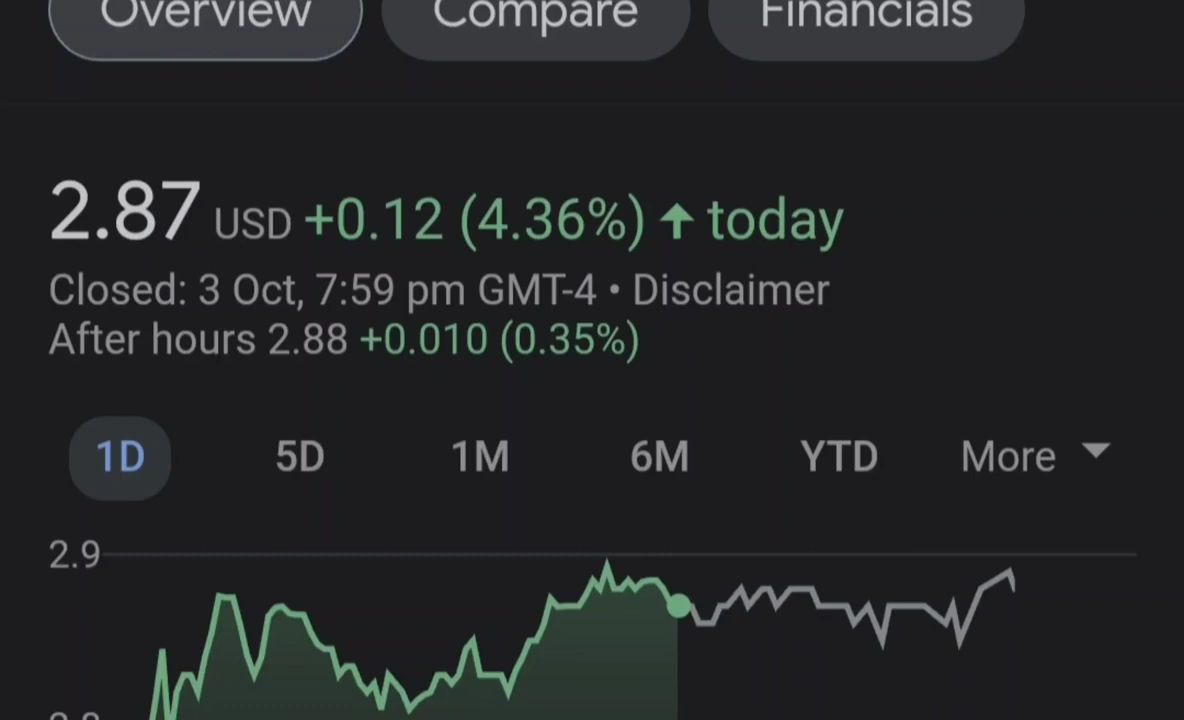 Overview Compare Financials
2.87 USD +0.12 (4.36%) ↑ today
Closed: 3 Oct, 7:59 pm GMT-4 • Disclaimer
After hours 2.88 +0.010 (0.35%)
1D 5D 1M 6M YTD More
2.9